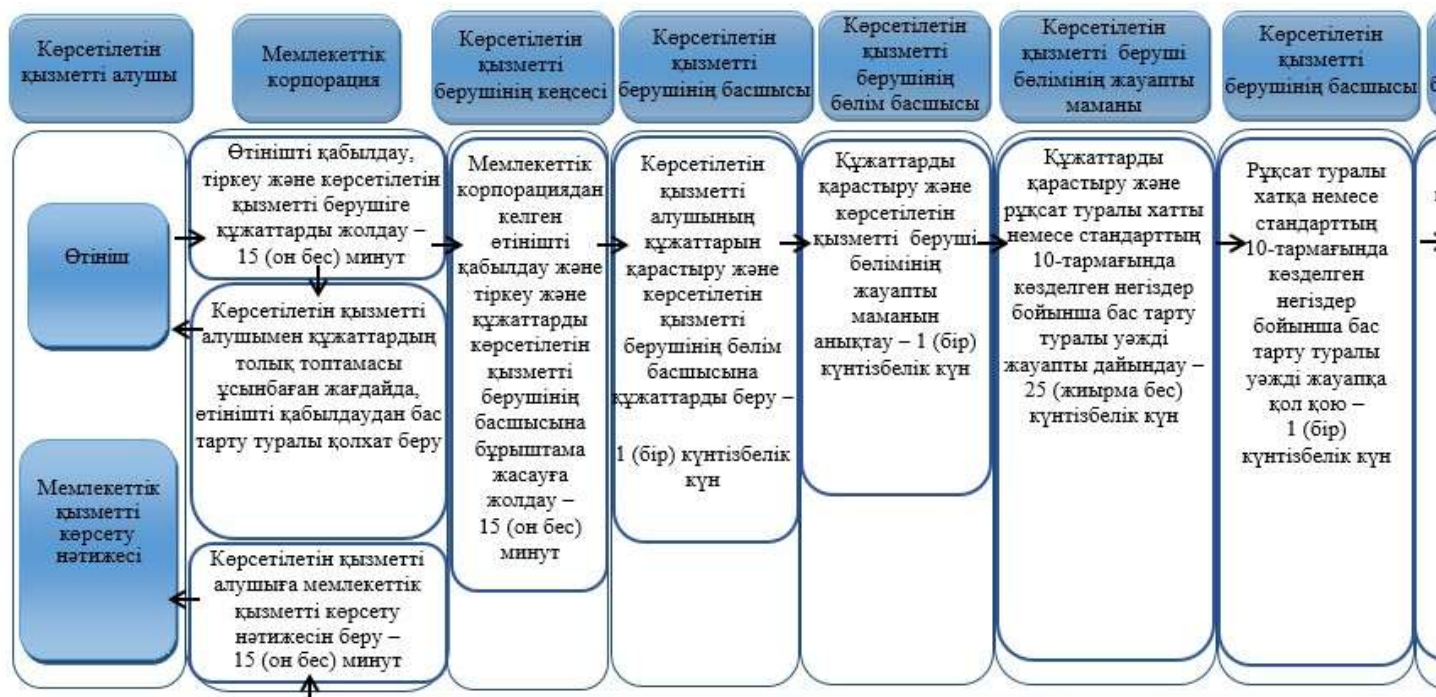 Көрсетілетін
қызметті алушы
Мемлекеттік
корпорация
Көрсетілетін
қызметті
берушінің кеңсесі
Көрсетілетін
қызметті
берушінің басшысы
Көрсетілетін
қызметті
берушінің
бөлім басшысы
Көрсетілетін
қызметті беруші
бөлімінің жауапты
маманы
Көрсетілетін
қызметті
берушінің басшысы
Өтініш
Мемлекеттік
қызметті
көрсету
нәтижесі
Өтінішті қабылдау,
тіркеу және көрсетілетін
қызметті берушіге
құжаттарды жолдау –
15 (он бес) минут
Көрсетілетін қызметті
алушымен құжаттардың
толық топтамасы
ұсынбаған жағдайда,
өтінішті қабылдаудан бас
тарту туралы қолхат беру
Көрсетілетін қызметті
алушыға мемлекеттік
қызметті көрсету
нәтижесін беру –
15 (он бес) минут
Мемлекеттік
корпорациядан
келген
өтінішті
қабылдау және
тіркеу және
құжаттарды
көрсетілетін
қызметті
берушінің
басшысына
бұрыштама
жасауға
жолдау –
15 (он бес)
минут
Көрсетілетін
қызметті
алушының
құжаттарын
қарастыру және
көрсетілетін
қызметті
берушінің бөлім
басшысына
құжаттарды беру –
1 (бір) күнтізбелік
күн
Құжаттарды
қарастыру және
көрсетілетін
қызметті беруші
бөлімінің
жауапты
маманын
анықтау – 1 (бір)
күнтізбелік күн
Құжаттарды
қарастыру және
рұқсат туралы хатты
немесе стандарттың
10-тармағында
көзделген негіздер
бойынша бас тарту
туралы уәжді
жауапты дайындау –
25 (жиырма бес)
күнтізбелік күн
Рұқсат туралы
хатқа немесе
стандарттың
10-тармағында
көзделген
негіздер
бойынша бас
тарту туралы
уәжді жауапқа
қол қою –
1 (бір)
күнтізбелік күн